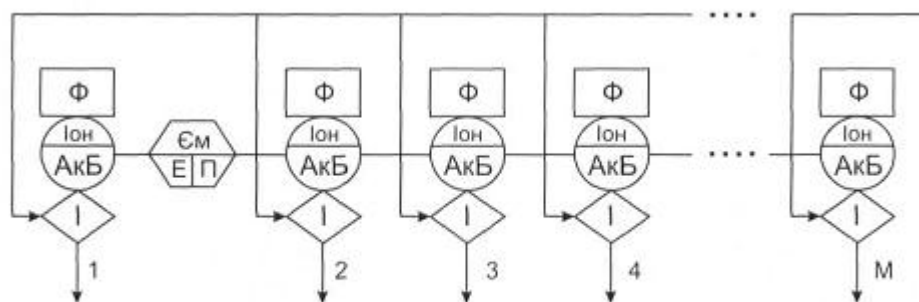 Ф Ф Ф Ф Ф
Іон Єм Іон Іон Іон Іон
АкБ Е П АкБ АкБ АкБ АкБ
І І І І І
1 2 3 4 М